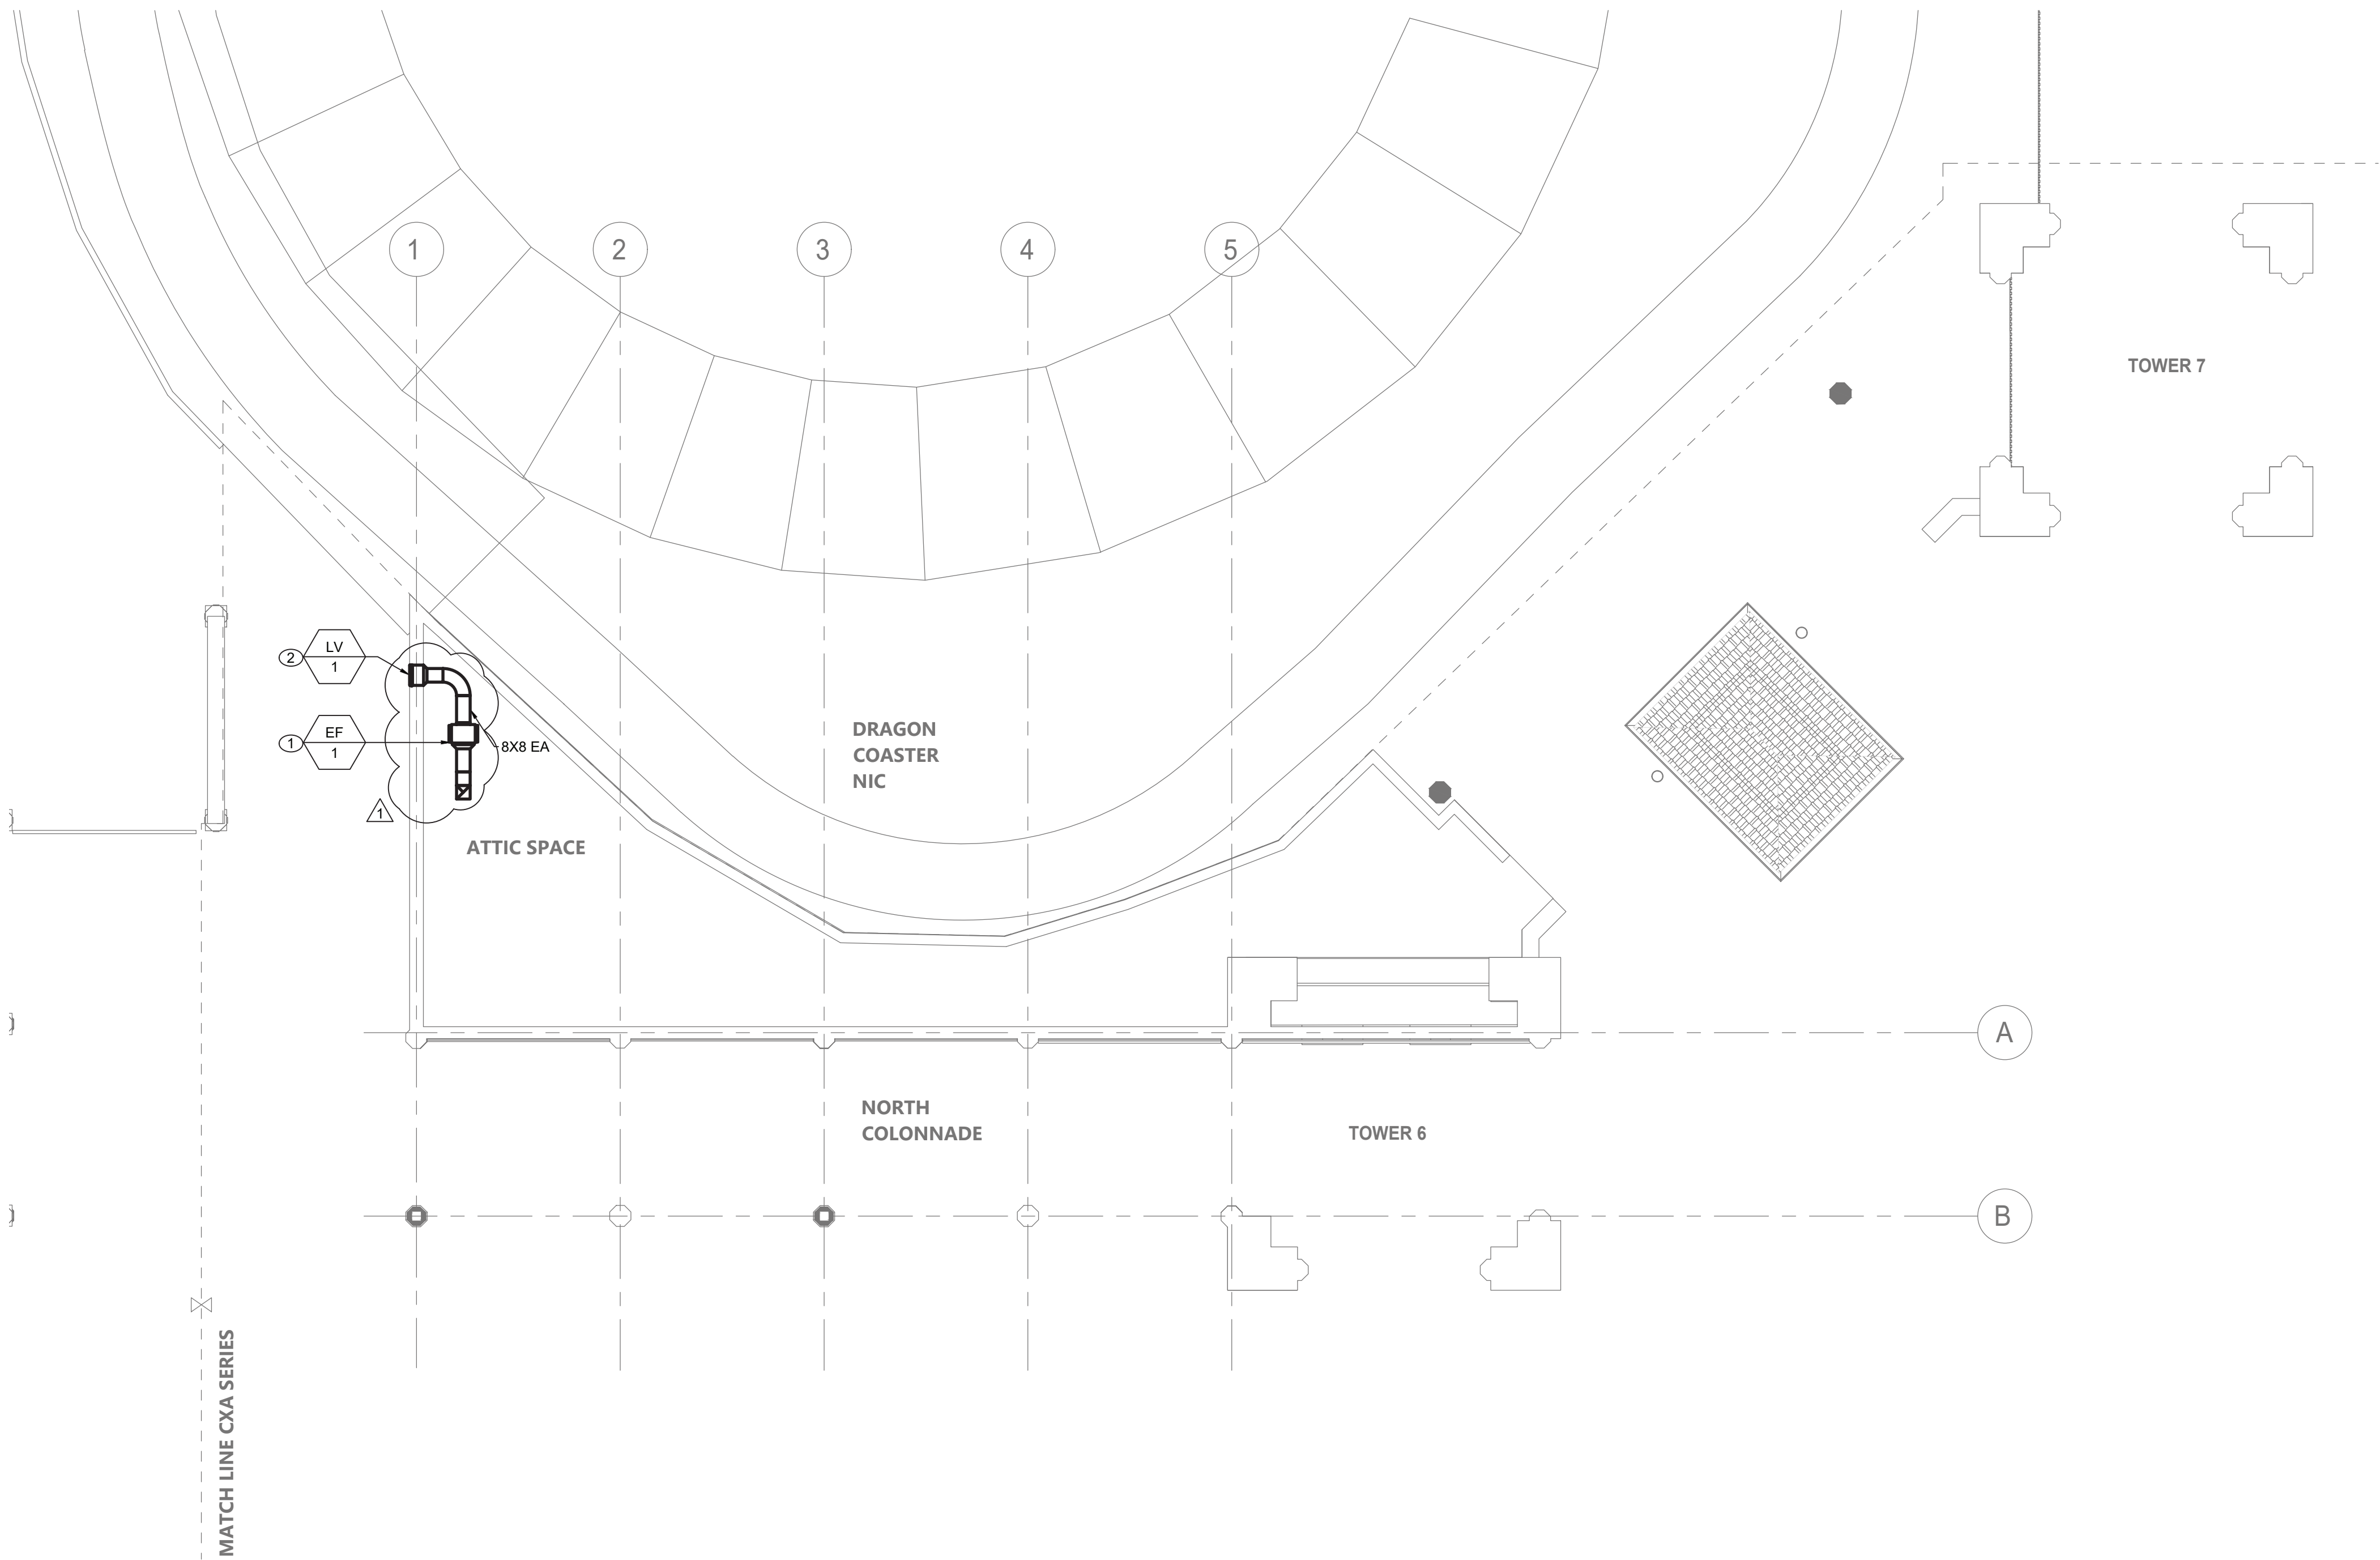 1
2
3
4
5
TOWER 7
2
LV
1
1
EF
1
8X8 EA
1
DRAGON
COASTER
NIC
ATTIC SPACE
A
NORTH
COLONNADE
TOWER 6
B
MATCH LINE CXA SERIES